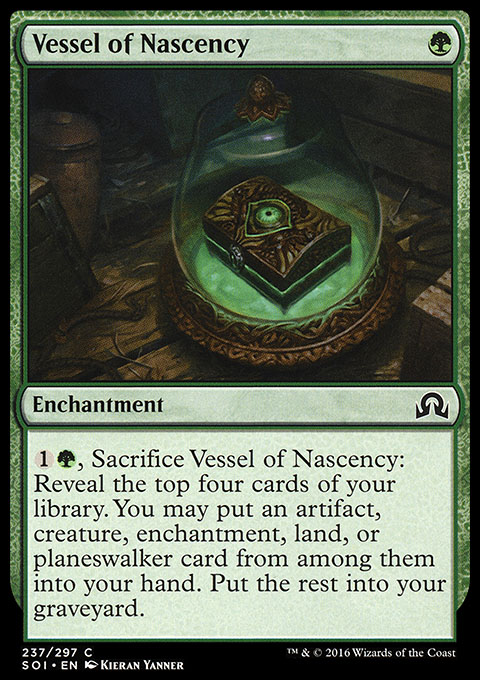 Vessel of Nascency
Enchantment
1, Sacrifice Vessel of Nascency:
Reveal the top four cards of your
library. You may put an artifact,
creature, enchantment, land, or
planeswalker card from among them
into your hand. Put the rest into your
graveyard.
237/297 C
SOI • EN Kieran Yanner
™ & © 2016 Wizards of the Coast